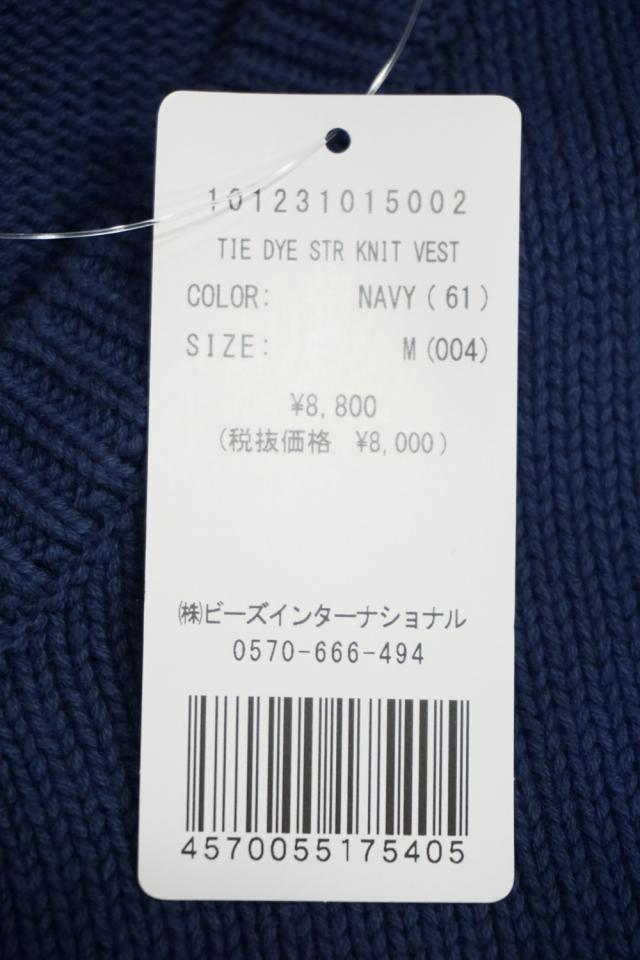 101231015002
TIE DYE STR KNIT VEST
COLOR: NAVY(61)
SIZE: M(004)
¥8,800
(税抜価格 ¥8,000)
㈱ビーズインターナショナル
0570-666-494
4570055175405